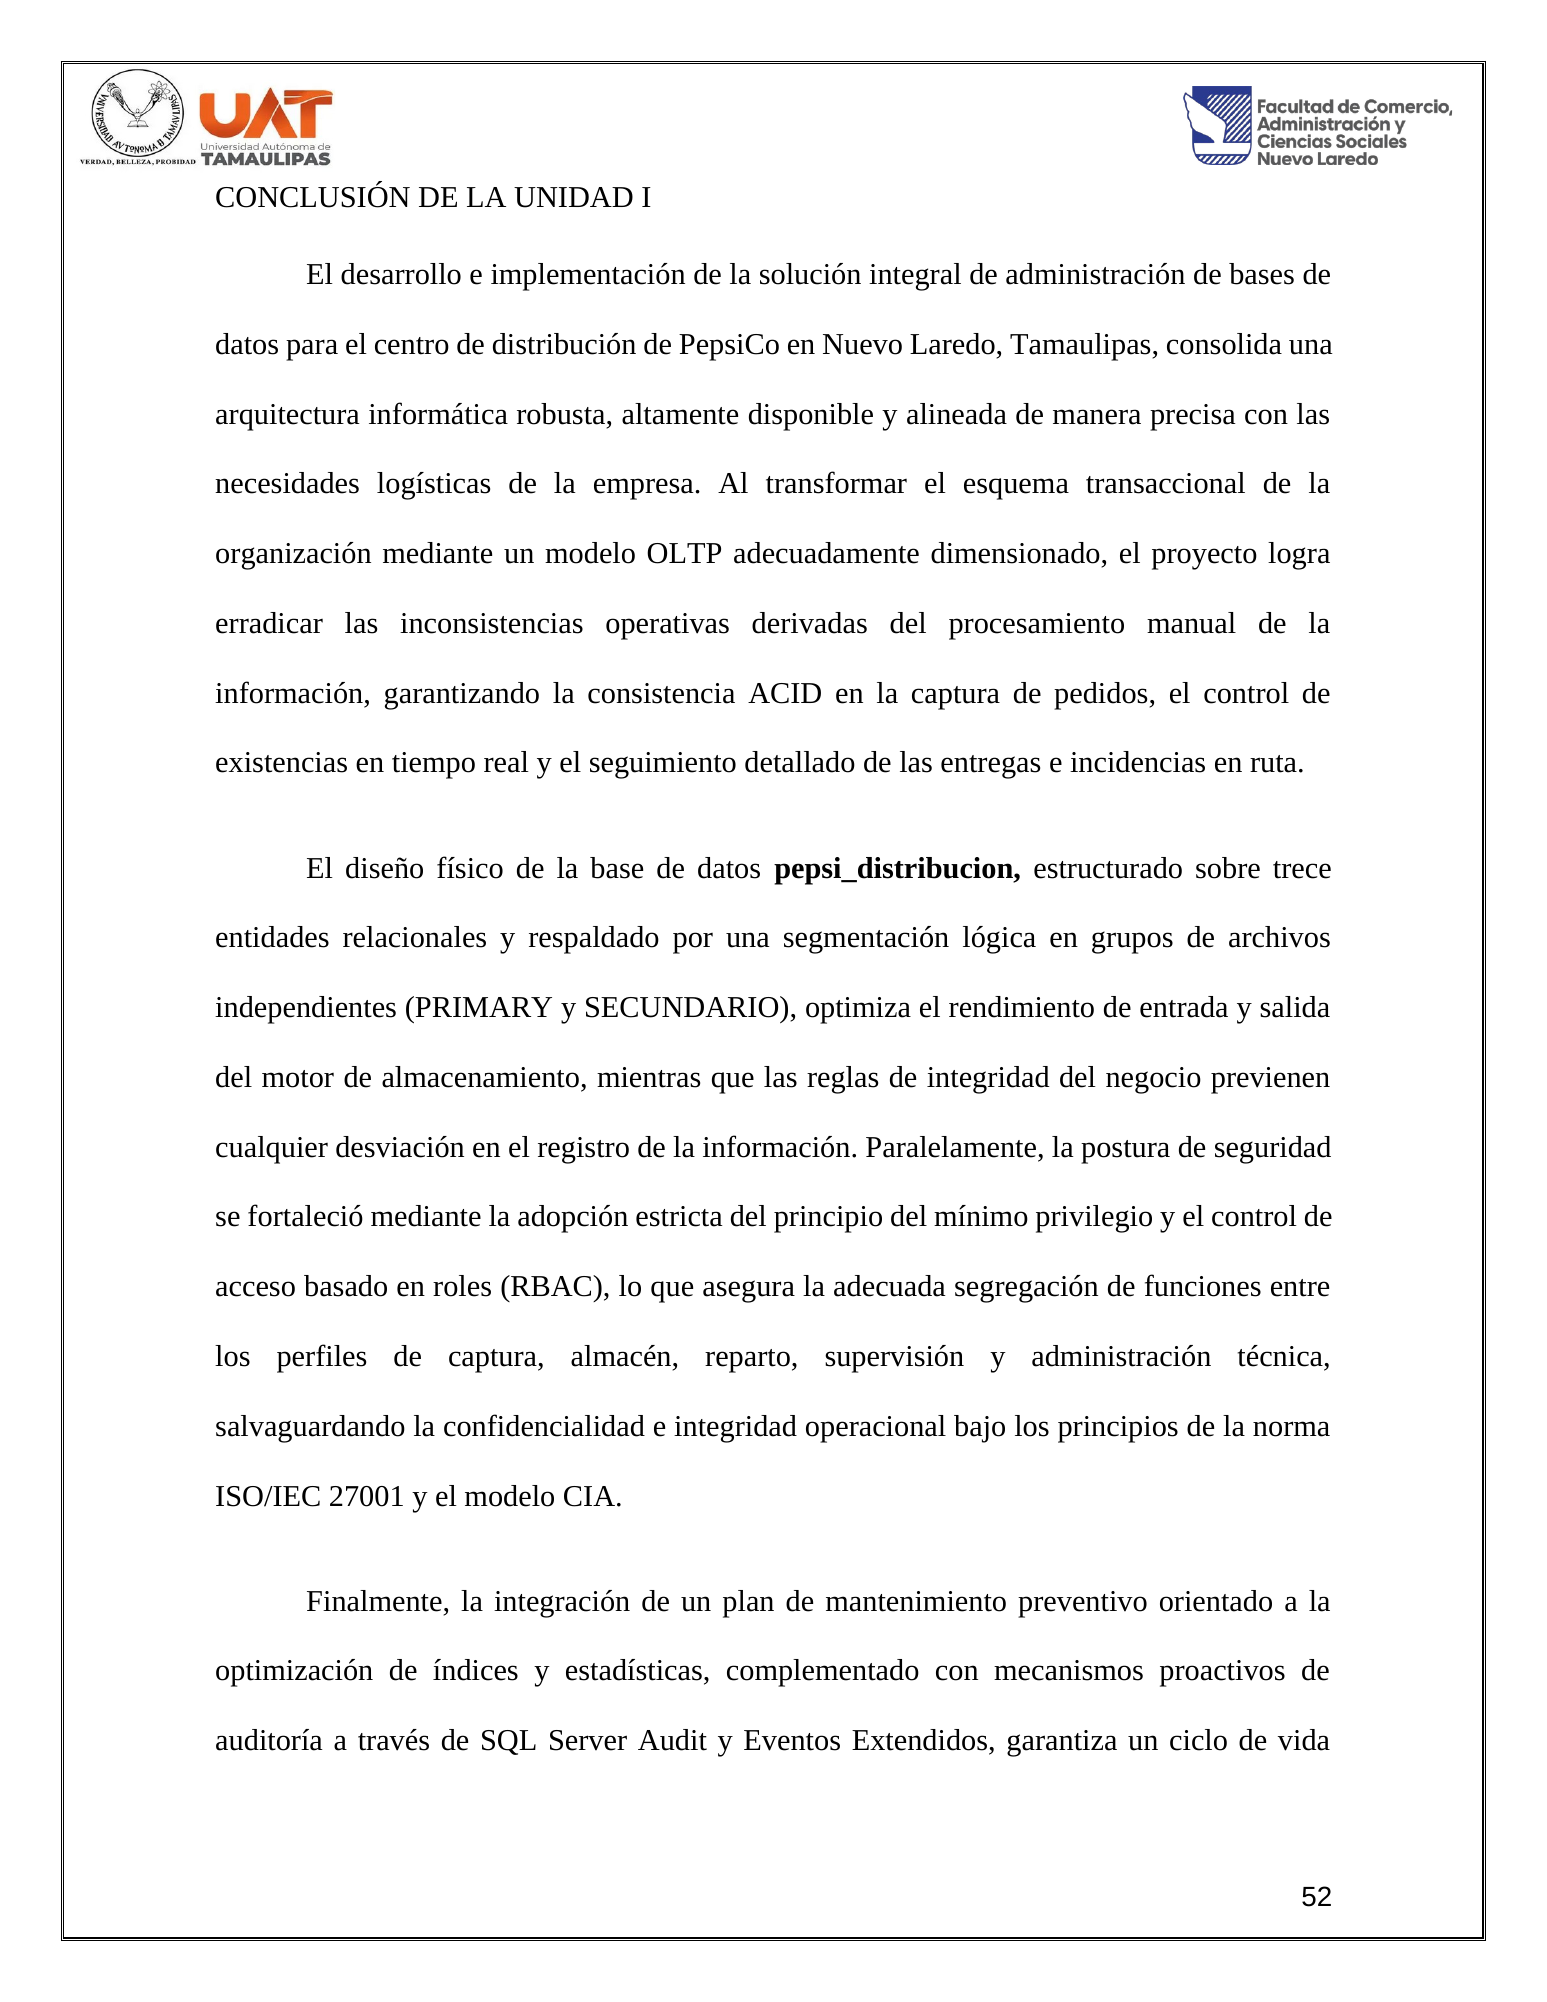 UNIVERSIDAD AVTONOMA D TAMAVLIPAS
VERDAD, BELLEZA, PROBIDAD
UAT
Universidad Autónoma de
TAMAULIPAS
Facultad de Comercio,
Administración y
Ciencias Sociales
Nuevo Laredo
CONCLUSIÓN DE LA UNIDAD I
El desarrollo e implementación de la solución integral de administración de bases de
datos para el centro de distribución de PepsiCo en Nuevo Laredo, Tamaulipas, consolida una
arquitectura informática robusta, altamente disponible y alineada de manera precisa con las
necesidades logísticas de la empresa. Al transformar el esquema transaccional de la
organización mediante un modelo OLTP adecuadamente dimensionado, el proyecto logra
erradicar las inconsistencias operativas derivadas del procesamiento manual de la
información, garantizando la consistencia ACID en la captura de pedidos, el control de
existencias en tiempo real y el seguimiento detallado de las entregas e incidencias en ruta.
El diseño físico de la base de datos pepsi_distribucion, estructurado sobre trece
entidades relacionales y respaldado por una segmentación lógica en grupos de archivos
independientes (PRIMARY y SECUNDARIO), optimiza el rendimiento de entrada y salida
del motor de almacenamiento, mientras que las reglas de integridad del negocio previenen
cualquier desviación en el registro de la información. Paralelamente, la postura de seguridad
se fortaleció mediante la adopción estricta del principio del mínimo privilegio y el control de
acceso basado en roles (RBAC), lo que asegura la adecuada segregación de funciones entre
los perfiles de captura, almacén, reparto, supervisión y administración técnica,
salvaguardando la confidencialidad e integridad operacional bajo los principios de la norma
ISO/IEC 27001 y el modelo CIA.
Finalmente, la integración de un plan de mantenimiento preventivo orientado a la
optimización de índices y estadísticas, complementado con mecanismos proactivos de
auditoría a través de SQL Server Audit y Eventos Extendidos, garantiza un ciclo de vida
52